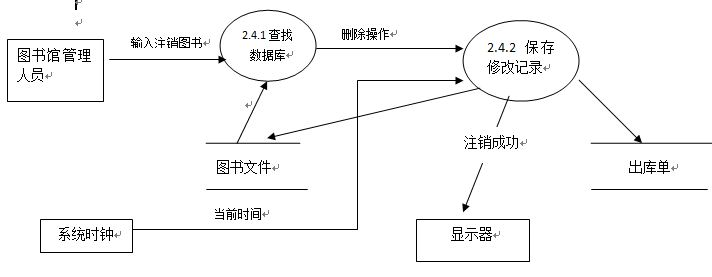 图书馆管理
人员
输入注销图书
2.4.1查找
数据库
删除操作
2.4.2 保存
修改记录
图书文件
注销成功
出库单
当前时间
系统时钟
显示器